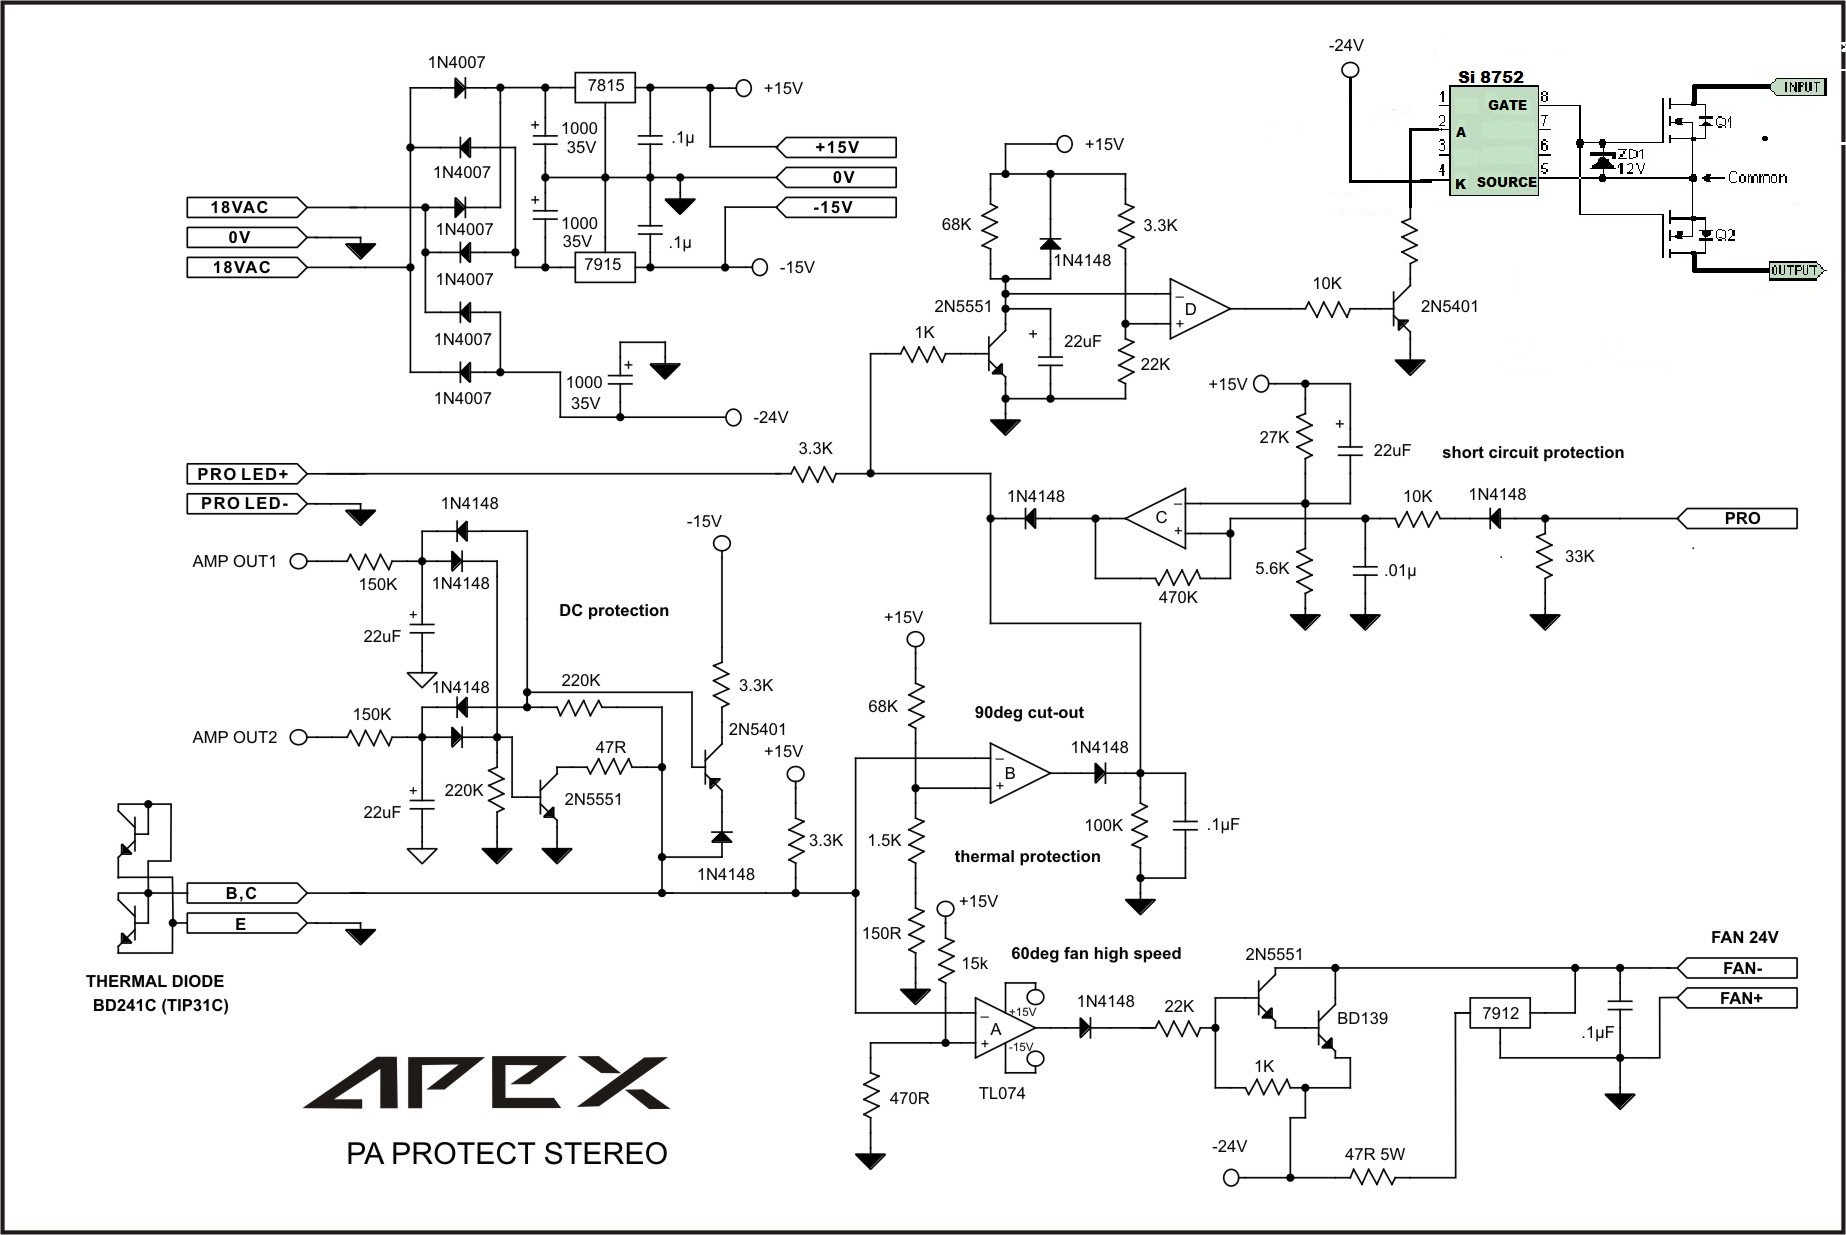 1N4007
7815
+15V
+
1000
35V
.1µ
1N4007
+15V
0V
-15V
18VAC
0V
18VAC
1N4007
+
1000
35V
.1µ
1N4007
7915
-15V
1N4007
1N4007
1000
35V
+
-24V
-24V
Si 8752
1
2
3
4
A
K
GATE
SOURCE
8
7
6
5
ZD1
12V
Q1
Q2
INPUT
Common
OUTPUT
+15V
68K
1N4148
3.3K
2N5551
1K
+
22uF
22K
−
+
D
10K
2N5401
PRO LED+
PRO LED-
3.3K
+15V
27K
+
22uF
short circuit protection
1N4148
C
−
+
10K
1N4148
PRO
470K
5.6K
.01µ
33K
1N4148
AMP OUT1
150K
1N4148
+
22uF
DC protection
-15V
1N4148
220K
3.3K
AMP OUT2
150K
2N5401
+15V
47R
220K
2N5551
+
22uF
3.3K
1N4148
+15V
68K
90deg cut-out
−
+
B
1N4148
1.5K
100K
.1µF
thermal protection
B,C
E
THERMAL DIODE
BD241C (TIP31C)
+15V
150R
15k
60deg fan high speed
−
+
A
+15V
-15V
TL074
470R
1N4148
22K
2N5551
BD139
1K
-24V
47R 5W
7912
.1µF
FAN 24V
FAN-
FAN+
APEX
PA PROTECT STEREO